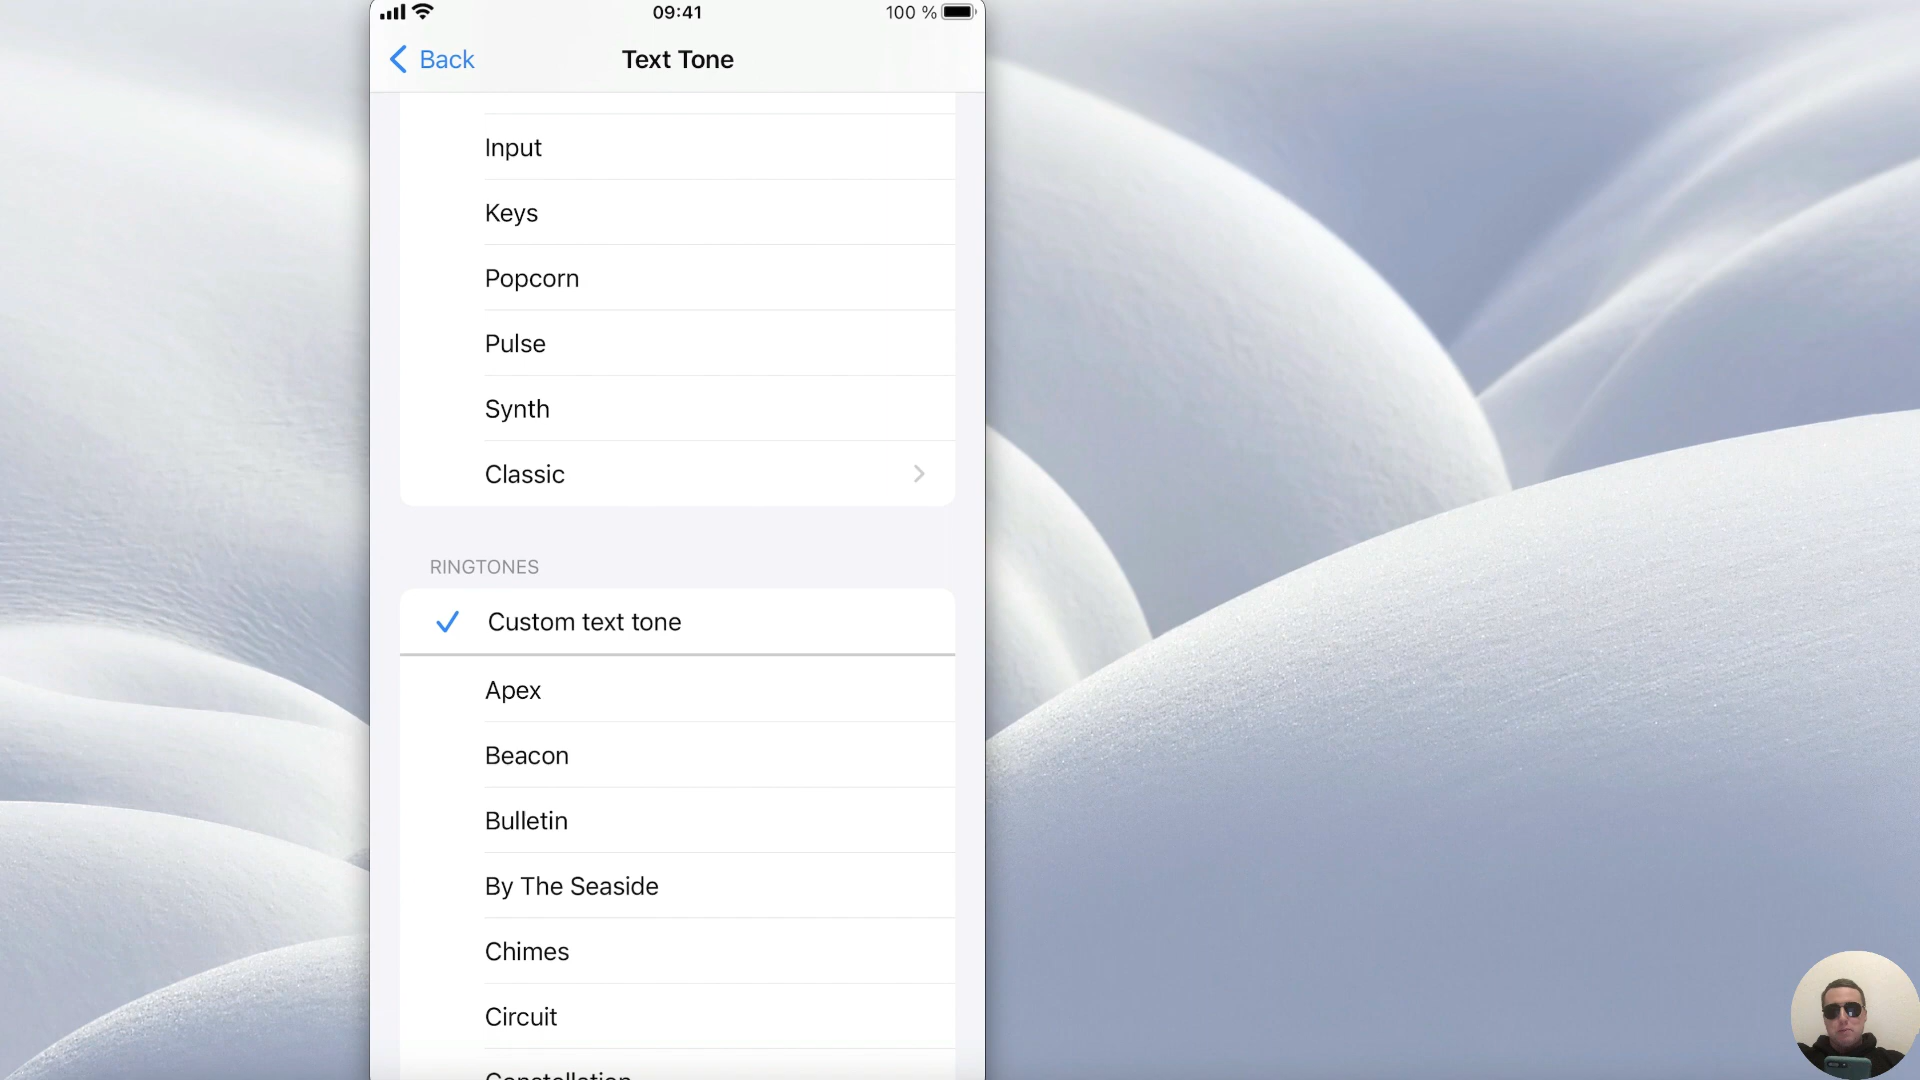 09:41
100 %
Back
Text Tone
Input
Keys
Popcorn
Pulse
Synth
Classic
RINGTONES
Custom text tone
Apex
Beacon
Bulletin
By The Seaside
Chimes
Circuit
Constellation